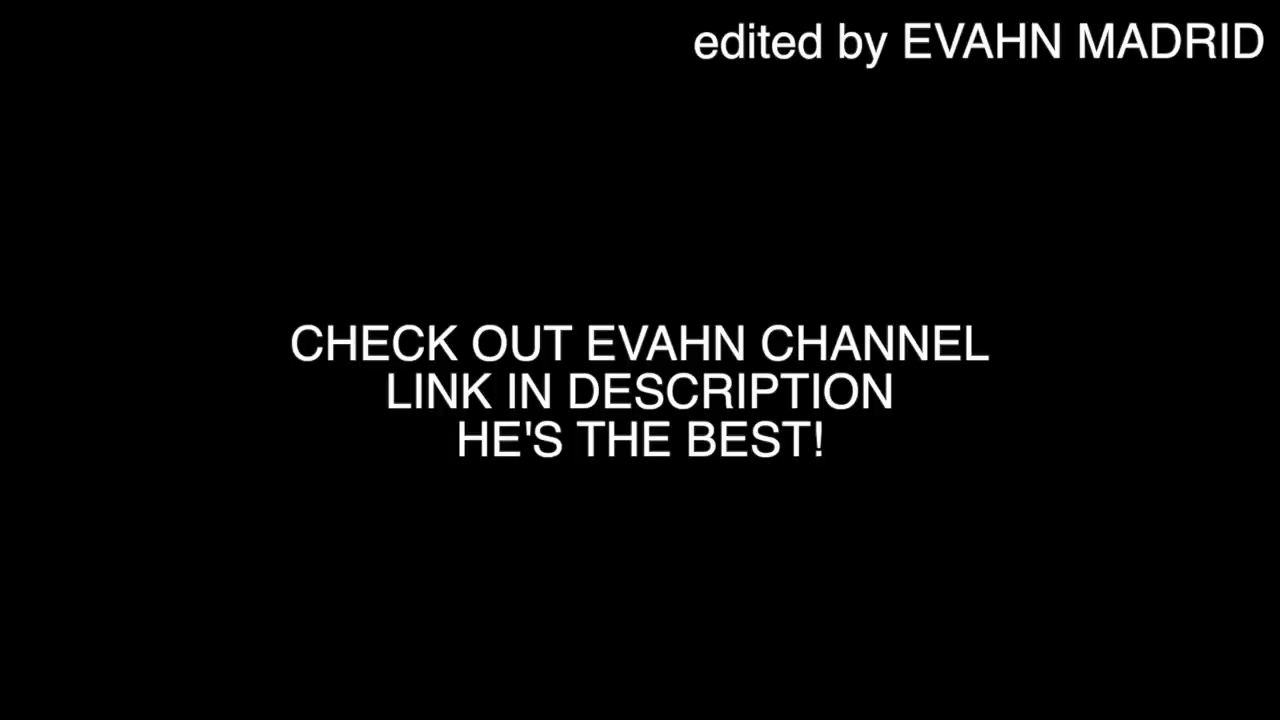 edited by EVAHN MADRID
CHECK OUT EVAHN CHANNEL
LINK IN DESCRIPTION
HE'S THE BEST!